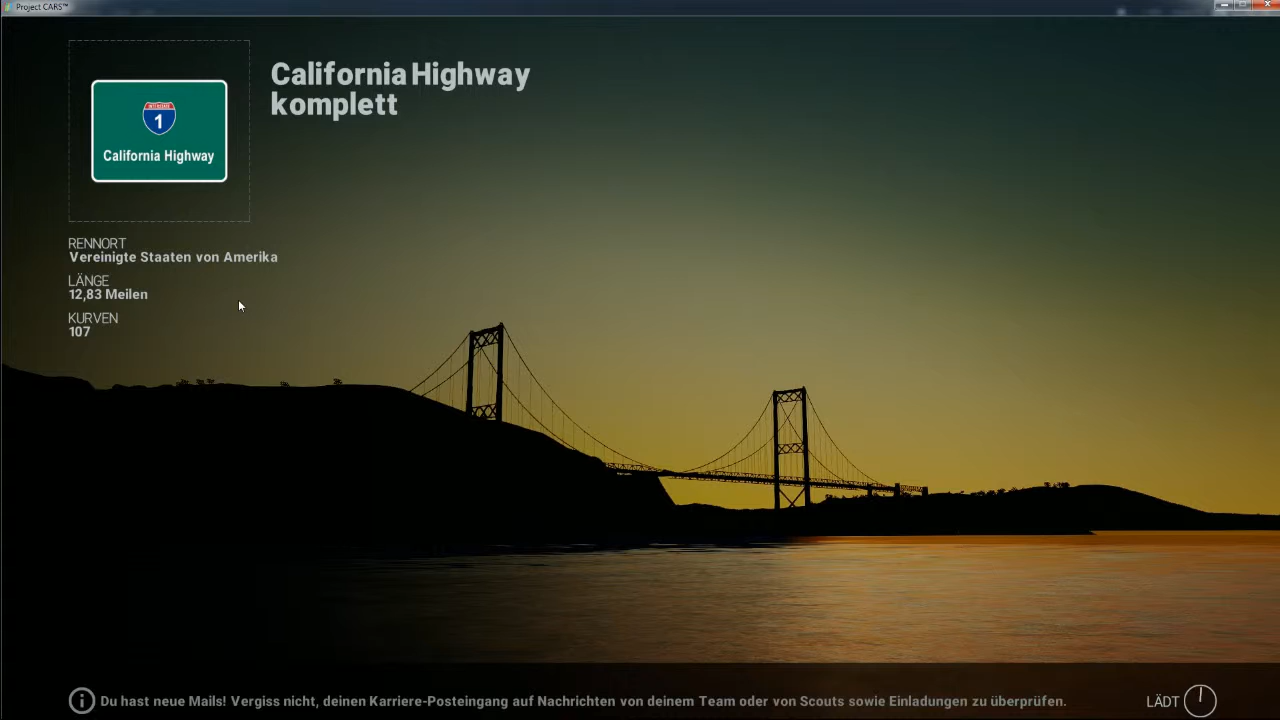 Project CARS™
California Highway
komplett
INTERSTATE
1
California Highway
RENNORT
Vereinigte Staaten von Amerika
LÄNGE
12,83 Meilen
KURVEN
107
Du hast neue Mails! Vergiss nicht, deinen Karriere-Posteingang auf Nachrichten von deinem Team oder von Scouts sowie Einladungen zu überprüfen.
LÄDT